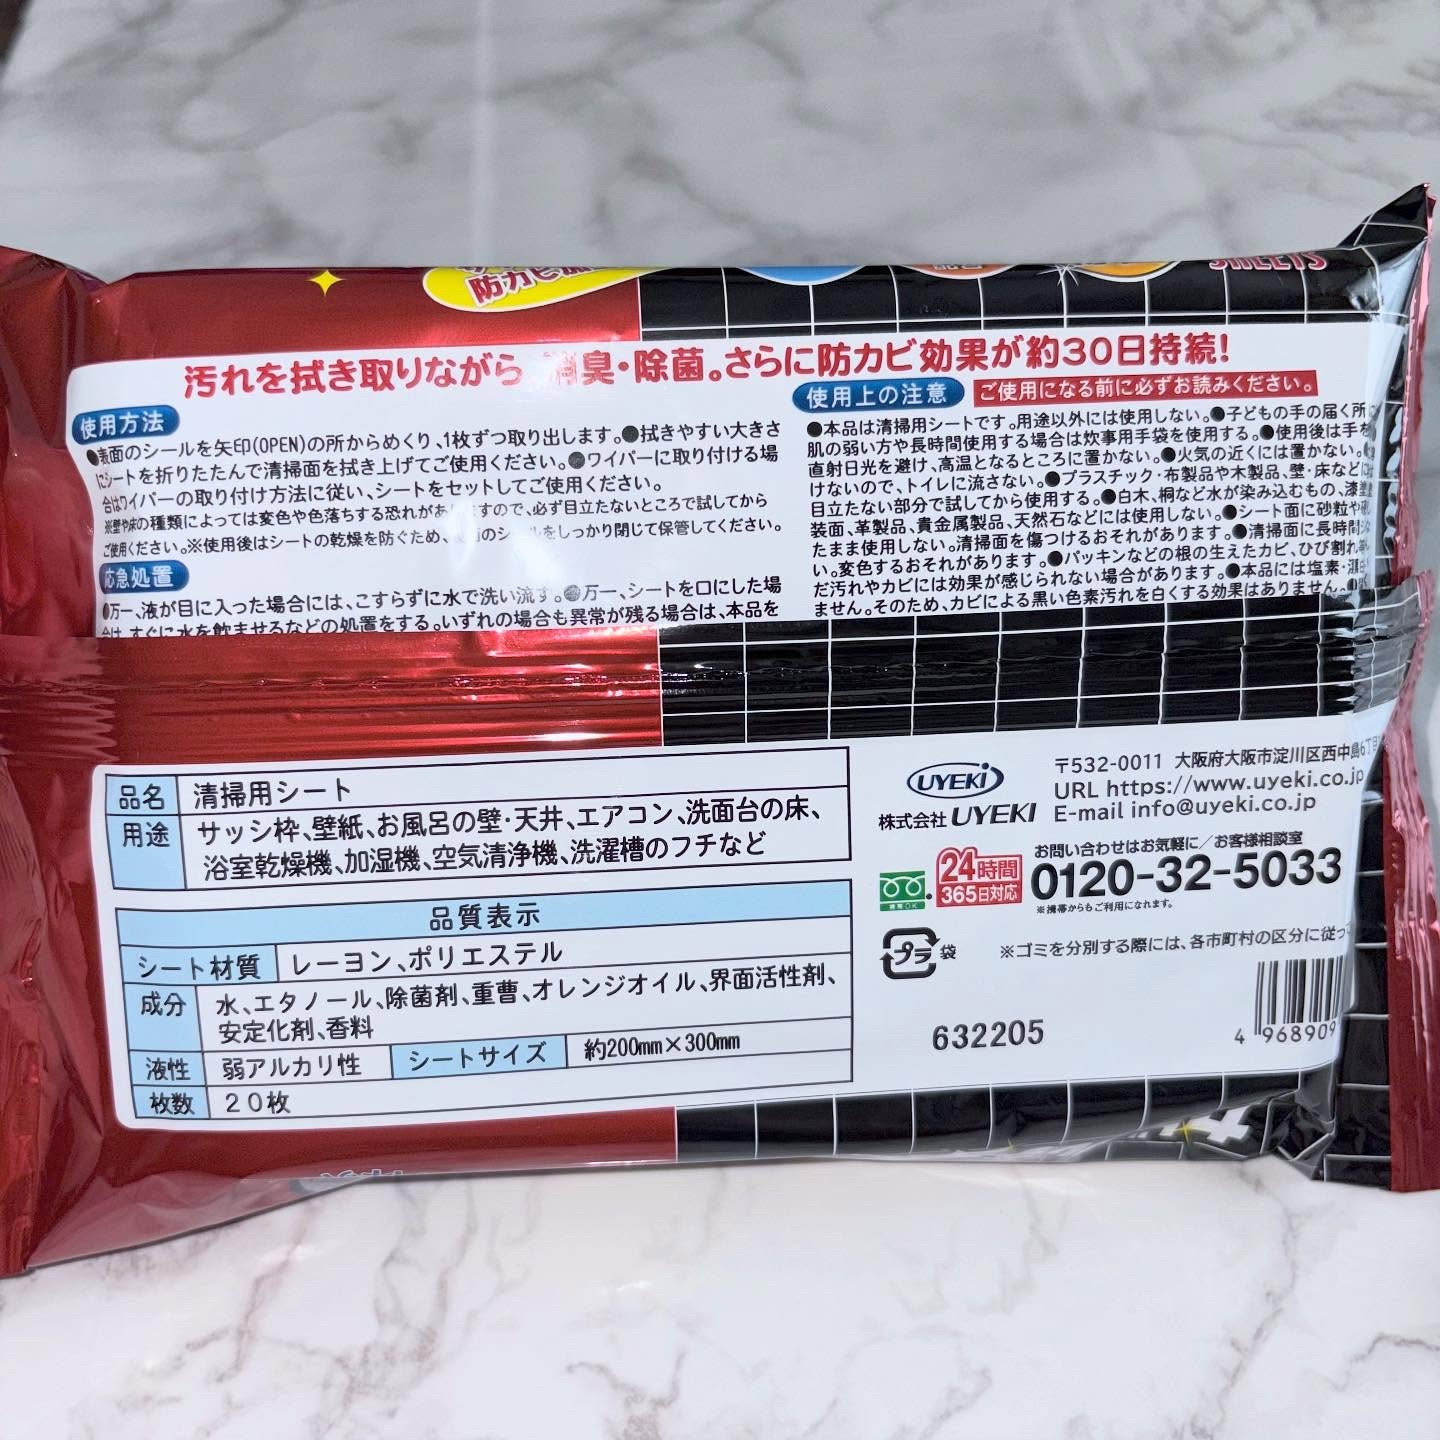 防カビ
SHEETS
汚れを拭き取りながら 消臭・除菌。さらに防カビ効果が約30日持続!
使用方法
●表面のシールを矢印(OPEN)の所からめくり、1枚ずつ取り出します。●拭きやすい大きさ
にシートを折りたたんで清掃面を拭き上げてご使用ください。●ワイパーに取り付ける場
合はワイパーの取り付け方法に従い、シートをセットしてご使用ください。
※壁や床の種類によっては変色や色落ちする恐れがありますので、必ず目立たないところで試してから
ご使用ください。※使用後はシートの乾燥を防ぐため、表面のシールをしっかり閉じて保管してください。
応急処置
●万一、液が目に入った場合には、こすらずに水で洗い流す。●万一、シートを口にした場
合は、すぐに水を飲ませるなどの処置をする。いずれの場合も異常が残る場合は、本品を
使用上の注意 ご使用になる前に必ずお読みください。
●本品は清掃用シートです。用途以外には使用しない。●子どもの手の届く所
肌の弱い方や長時間使用する場合は炊事用手袋を使用する。●使用後は手を
直射日光を避け、高温となるところに置かない。●火気の近くには置かない。
けないので、トイレに流さない。●プラスチック・布製品や木製品、壁・床など
目立たない部分で試してから使用する。●白木、桐など水が染み込むもの、漆塗
装面、革製品、貴金属製品、天然石などには使用しない。●シート面に砂粒や
たまま使用しない。清掃面を傷つけるおそれがあります。●清掃面に長時間
い。変色するおそれがあります。●パッキンなどの根の生えたカビ、ひび割れ
だ汚れやカビには効果が感じられない場合があります。●本品には塩素・漂白
ません。そのため、カビによる黒い色素汚れを白くする効果はありません。
品名 清掃用シート
用途 サッシ枠、壁紙、お風呂の壁・天井、エアコン、洗面台の床、
浴室乾燥機、加湿機、空気清浄機、洗濯槽のフチなど
品質表示
シート材質 レーヨン、ポリエステル
成分 水、エタノール、除菌剤、重曹、オレンジオイル、界面活性剤、
安定化剤、香料
液性 弱アルカリ性 シートサイズ 約200mm×300mm
枚数 20枚
UYEKI
株式会社 UYEKI
〒532-0011 大阪府大阪市淀川区西中島6丁目
URL https://www.uyeki.co.jp
E-mail info@uyeki.co.jp
お問い合わせはお気軽に／お客様相談室
24時間
365日対応
0120-32-5033
※携帯からもご利用になれます。
プラ 袋
※ゴミを分別する際には、各市町村の区分に従っ
632205
4 968909